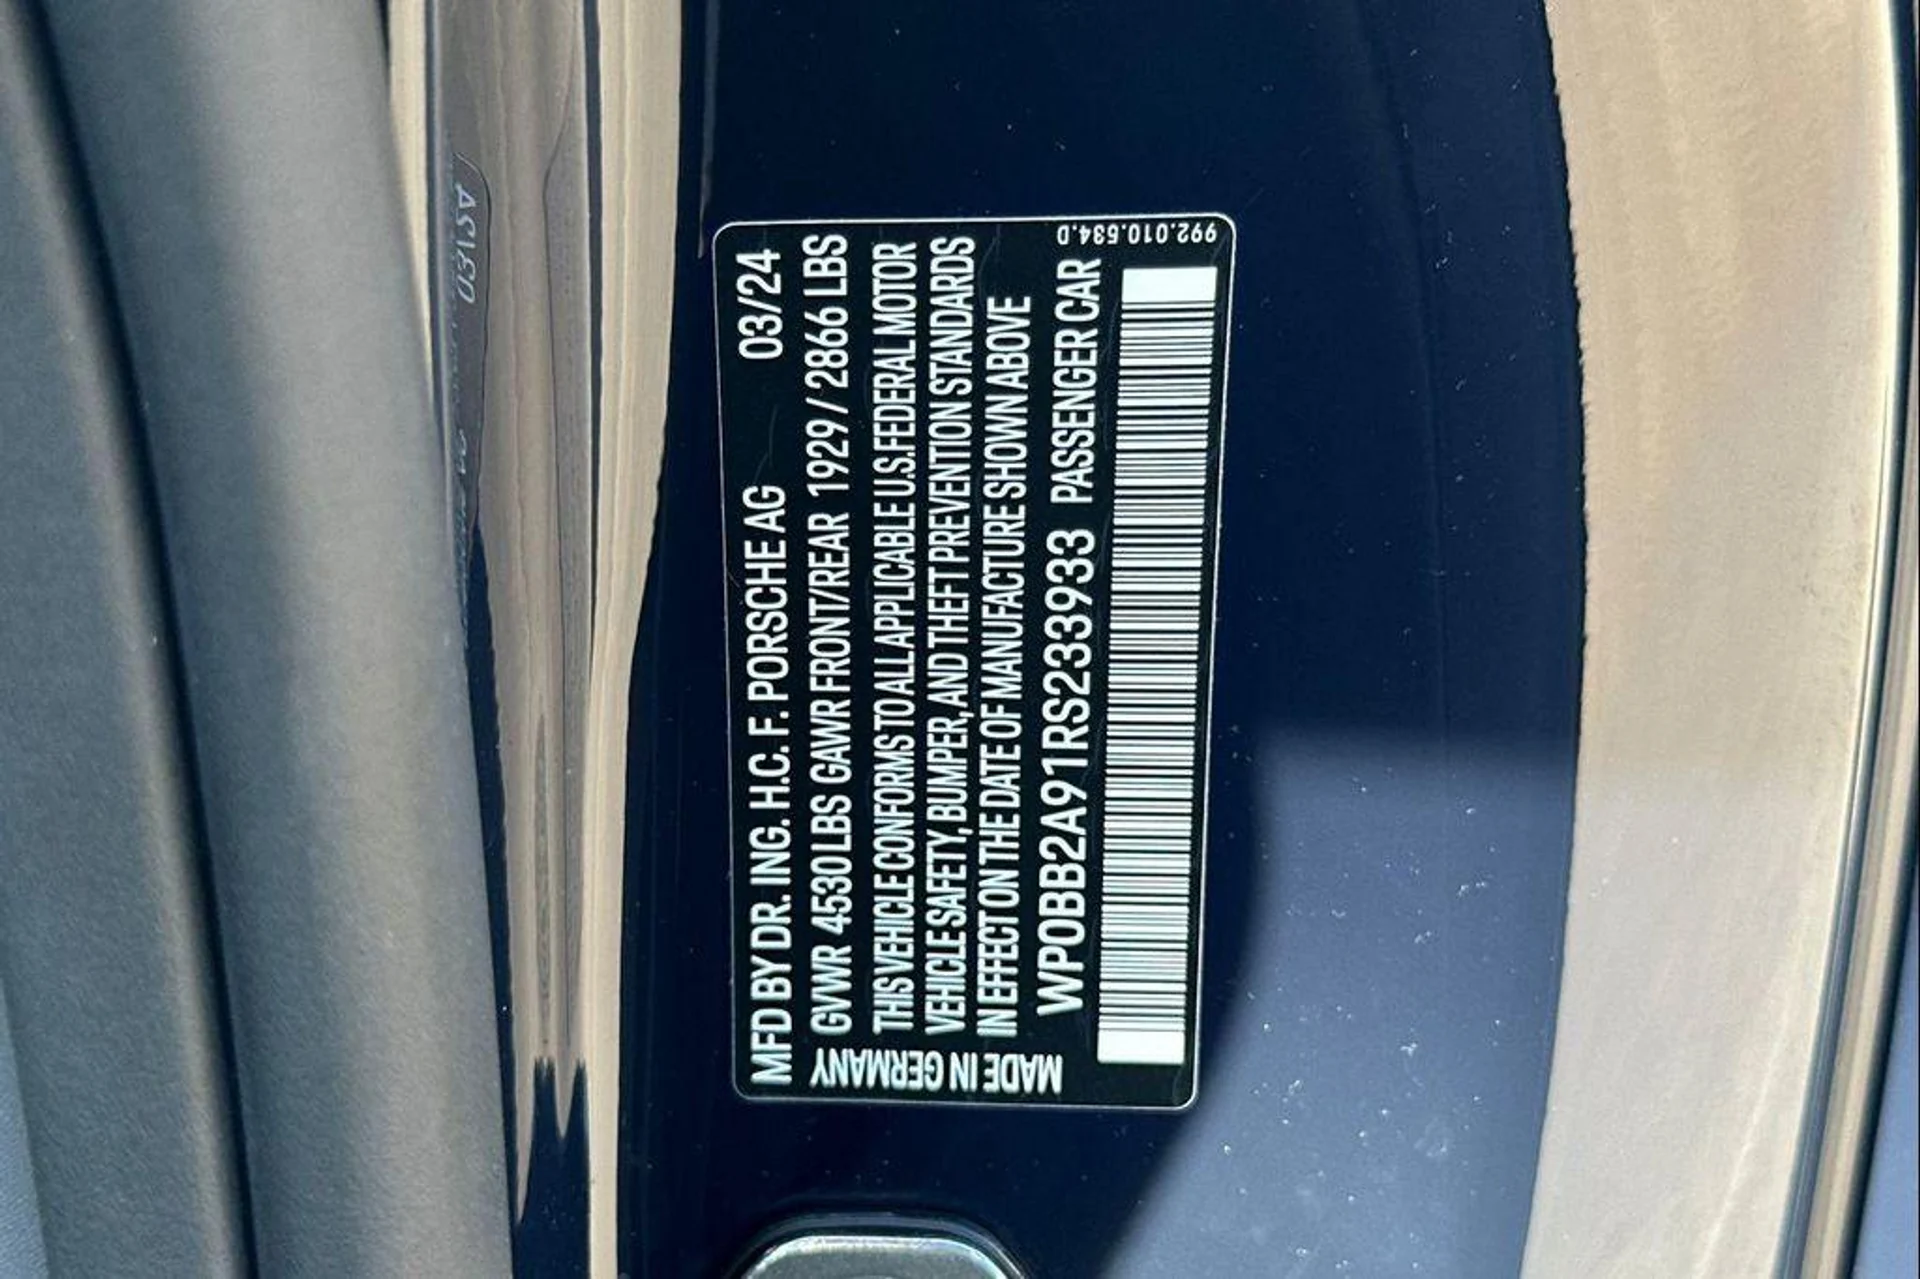 MFD BY DR. ING. H.C. F. PORSCHE AG 03/24
GVWR 4530 LBS GAWR FRONT/REAR 1929 / 2866 LBS
THIS VEHICLE CONFORMS TO ALL APPLICABLE U.S. FEDERAL MOTOR
VEHICLE SAFETY, BUMPER, AND THEFT PREVENTION STANDARDS
IN EFFECT ON THE DATE OF MANUFACTURE SHOWN ABOVE
WP0BB2A91RS233933 PASSENGER CAR
MADE IN GERMANY
992.010.534.D